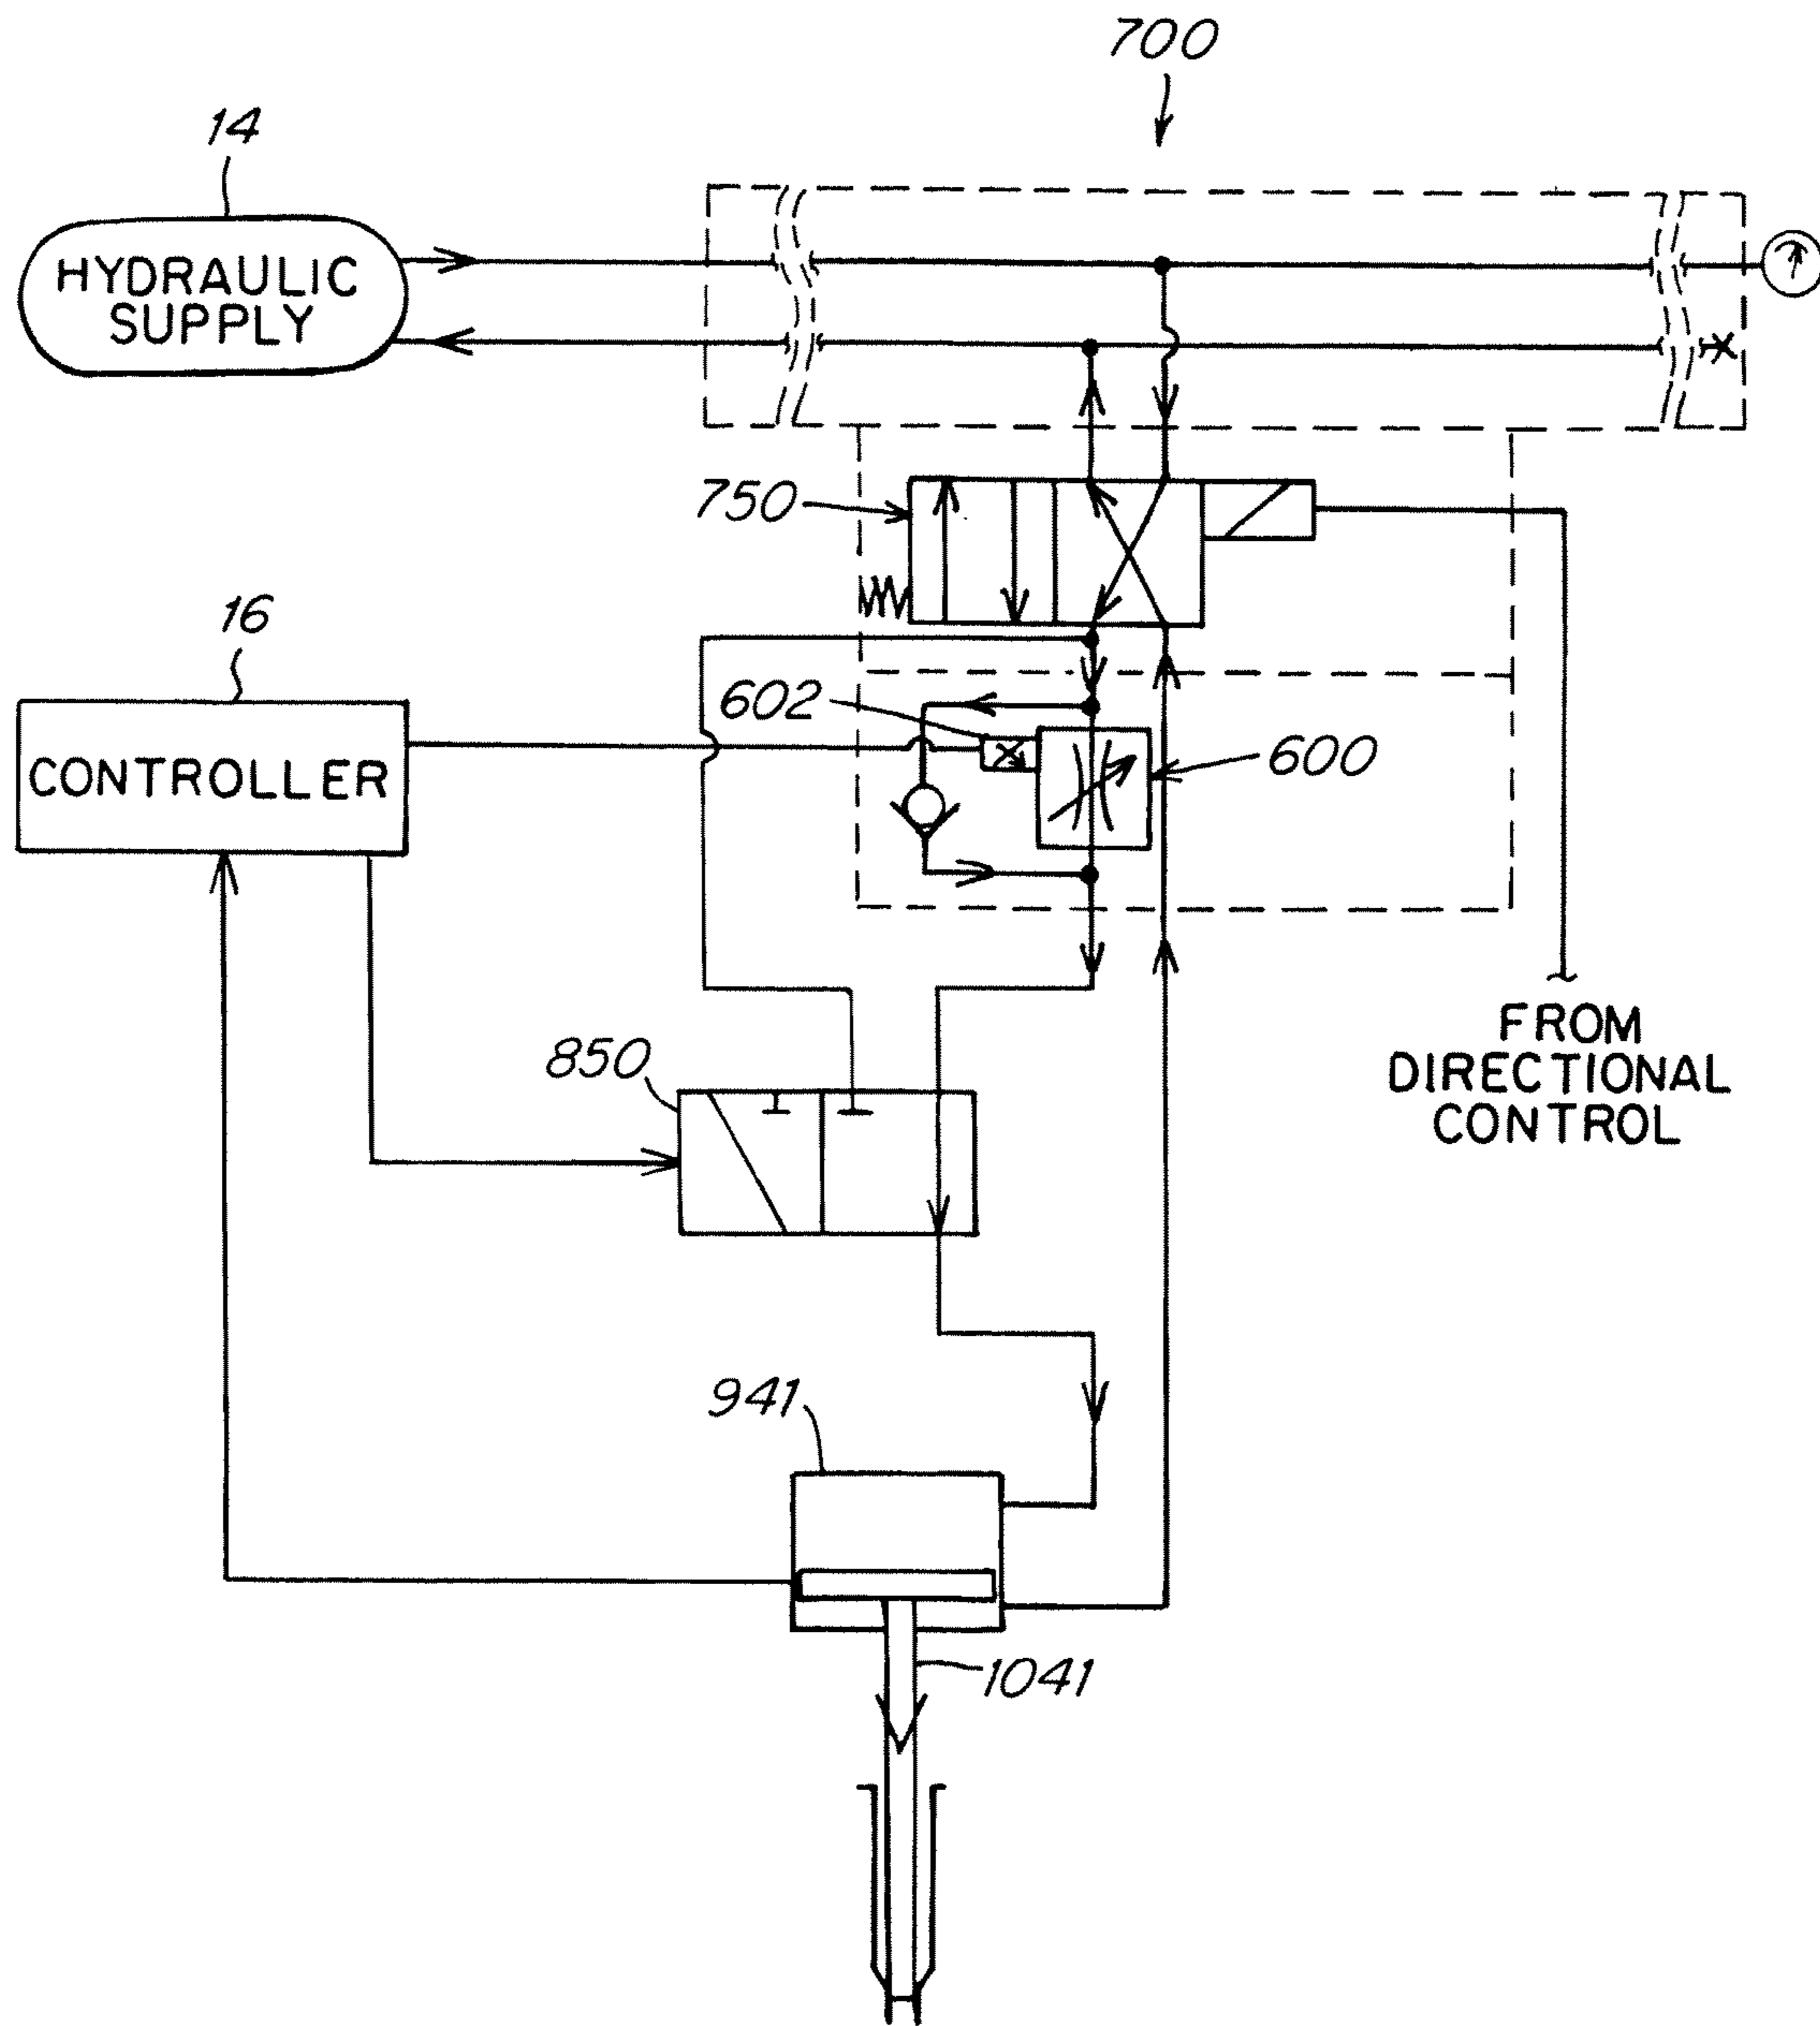 700
14
HYDRAULIC
SUPPLY
750
16
602
CONTROLLER
600
FROM
DIRECTIONAL
CONTROL
850
941
1041